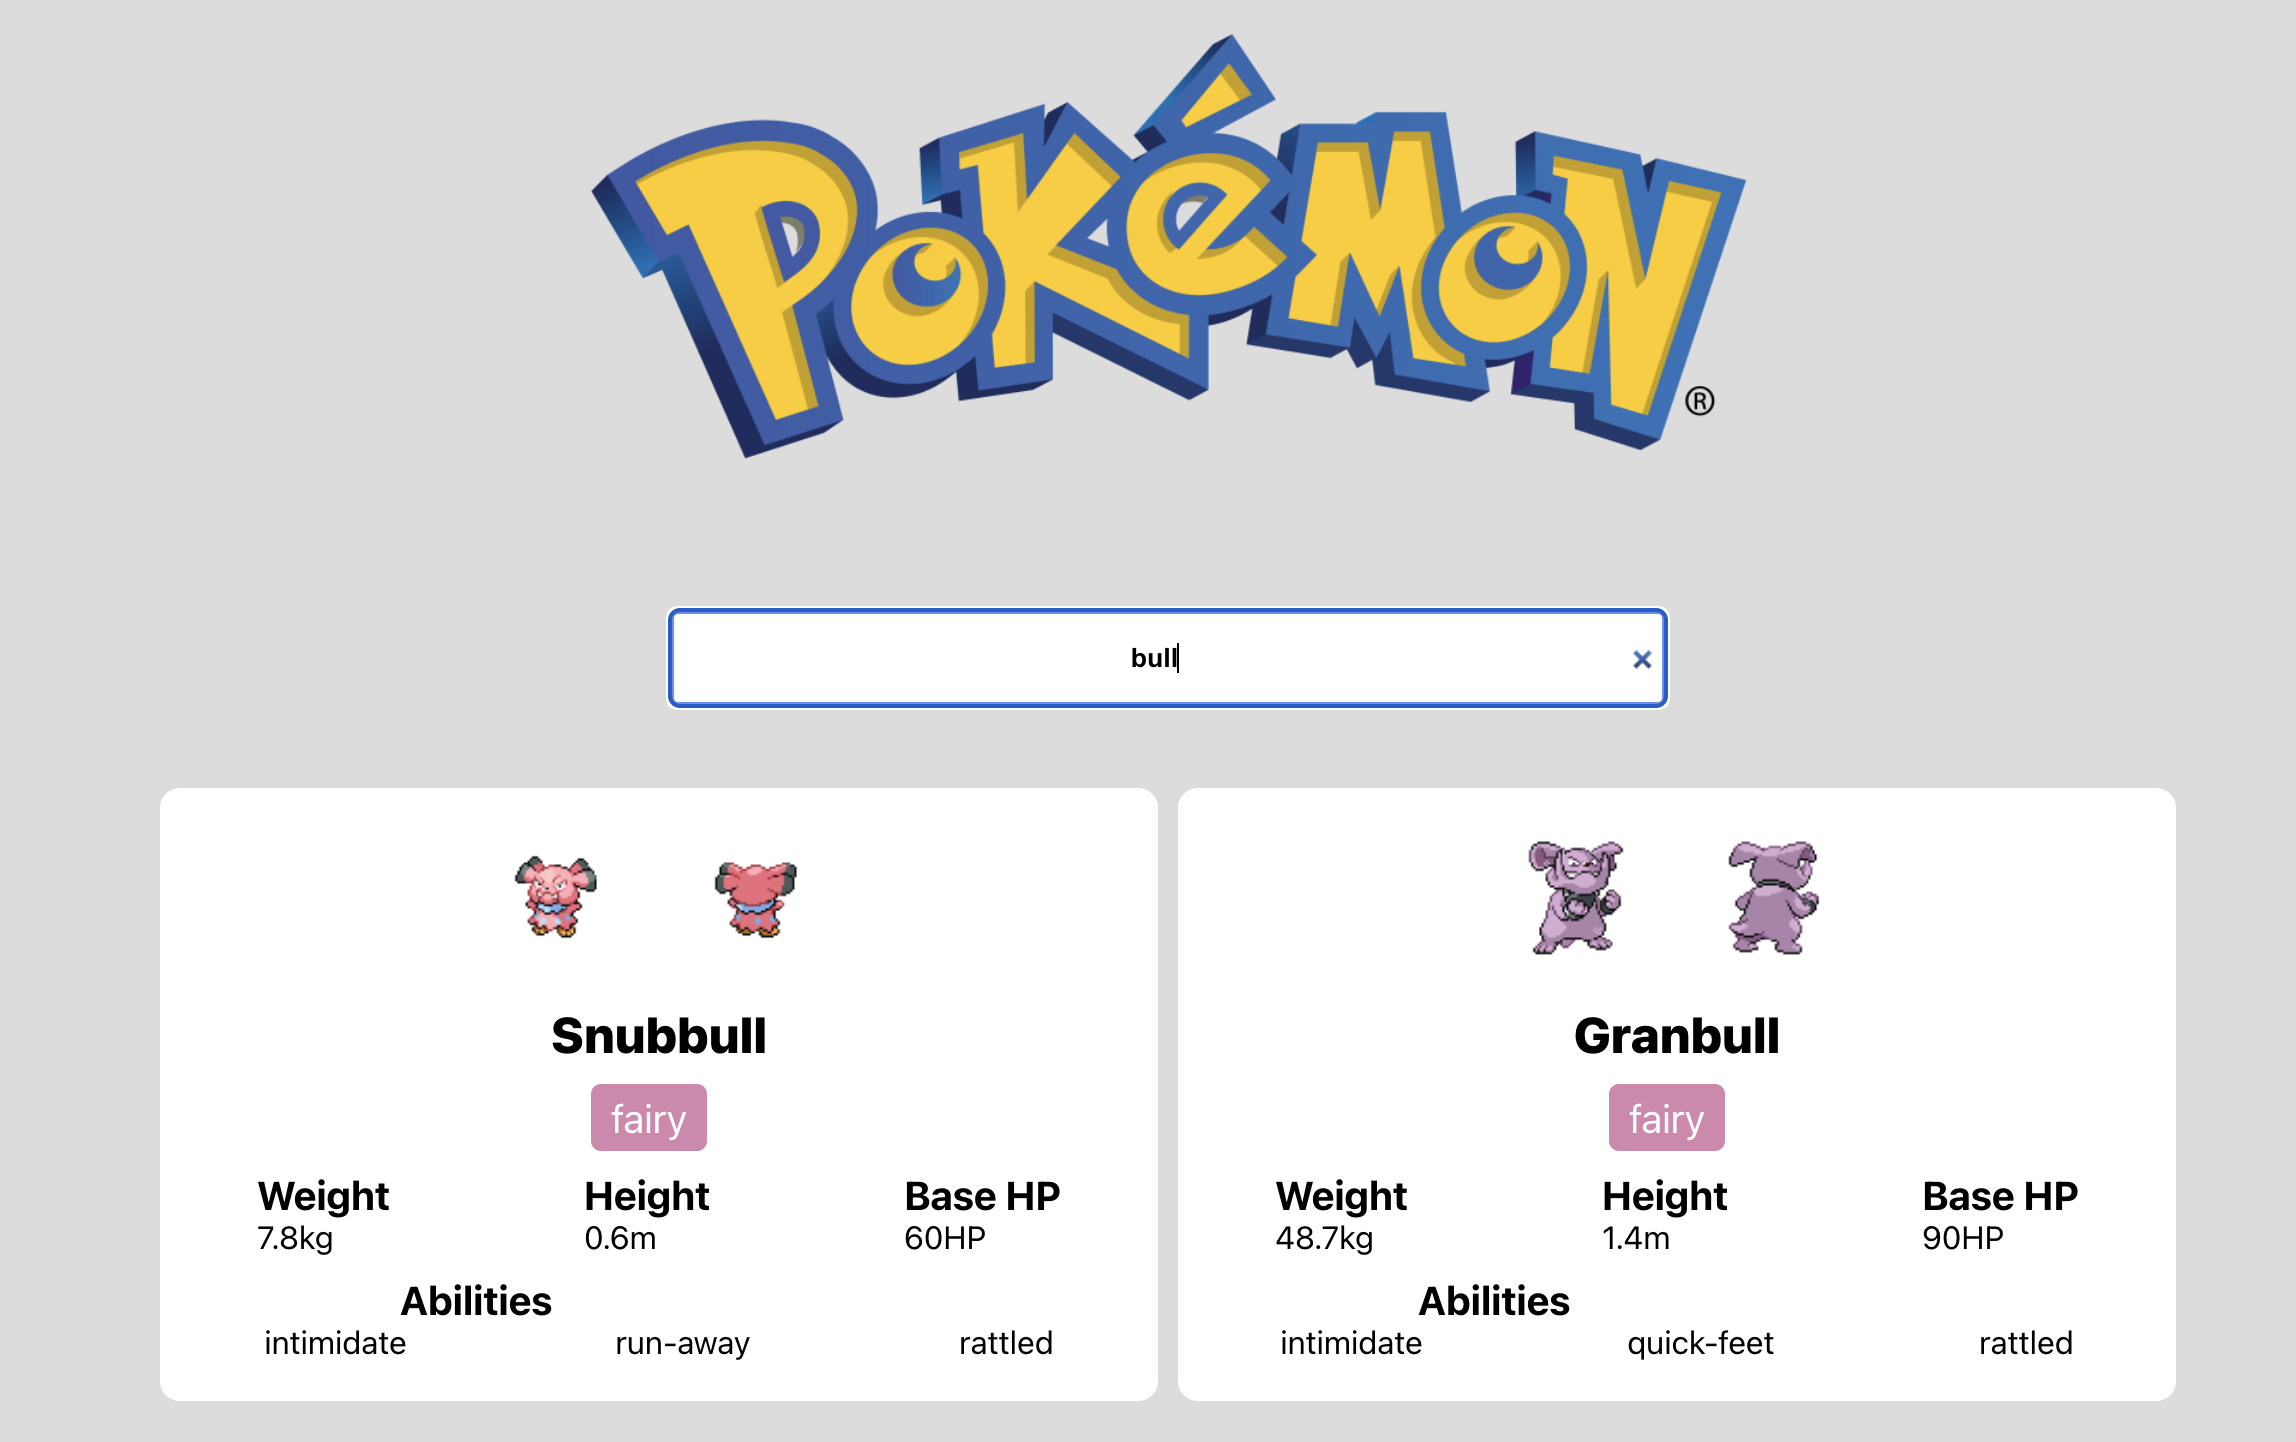 Pokémon
®
bull
Snubbull
fairy
Weight Height Base HP
7.8kg 0.6m 60HP
Abilities
intimidate run-away rattled
Granbull
fairy
Weight Height Base HP
48.7kg 1.4m 90HP
Abilities
intimidate quick-feet rattled